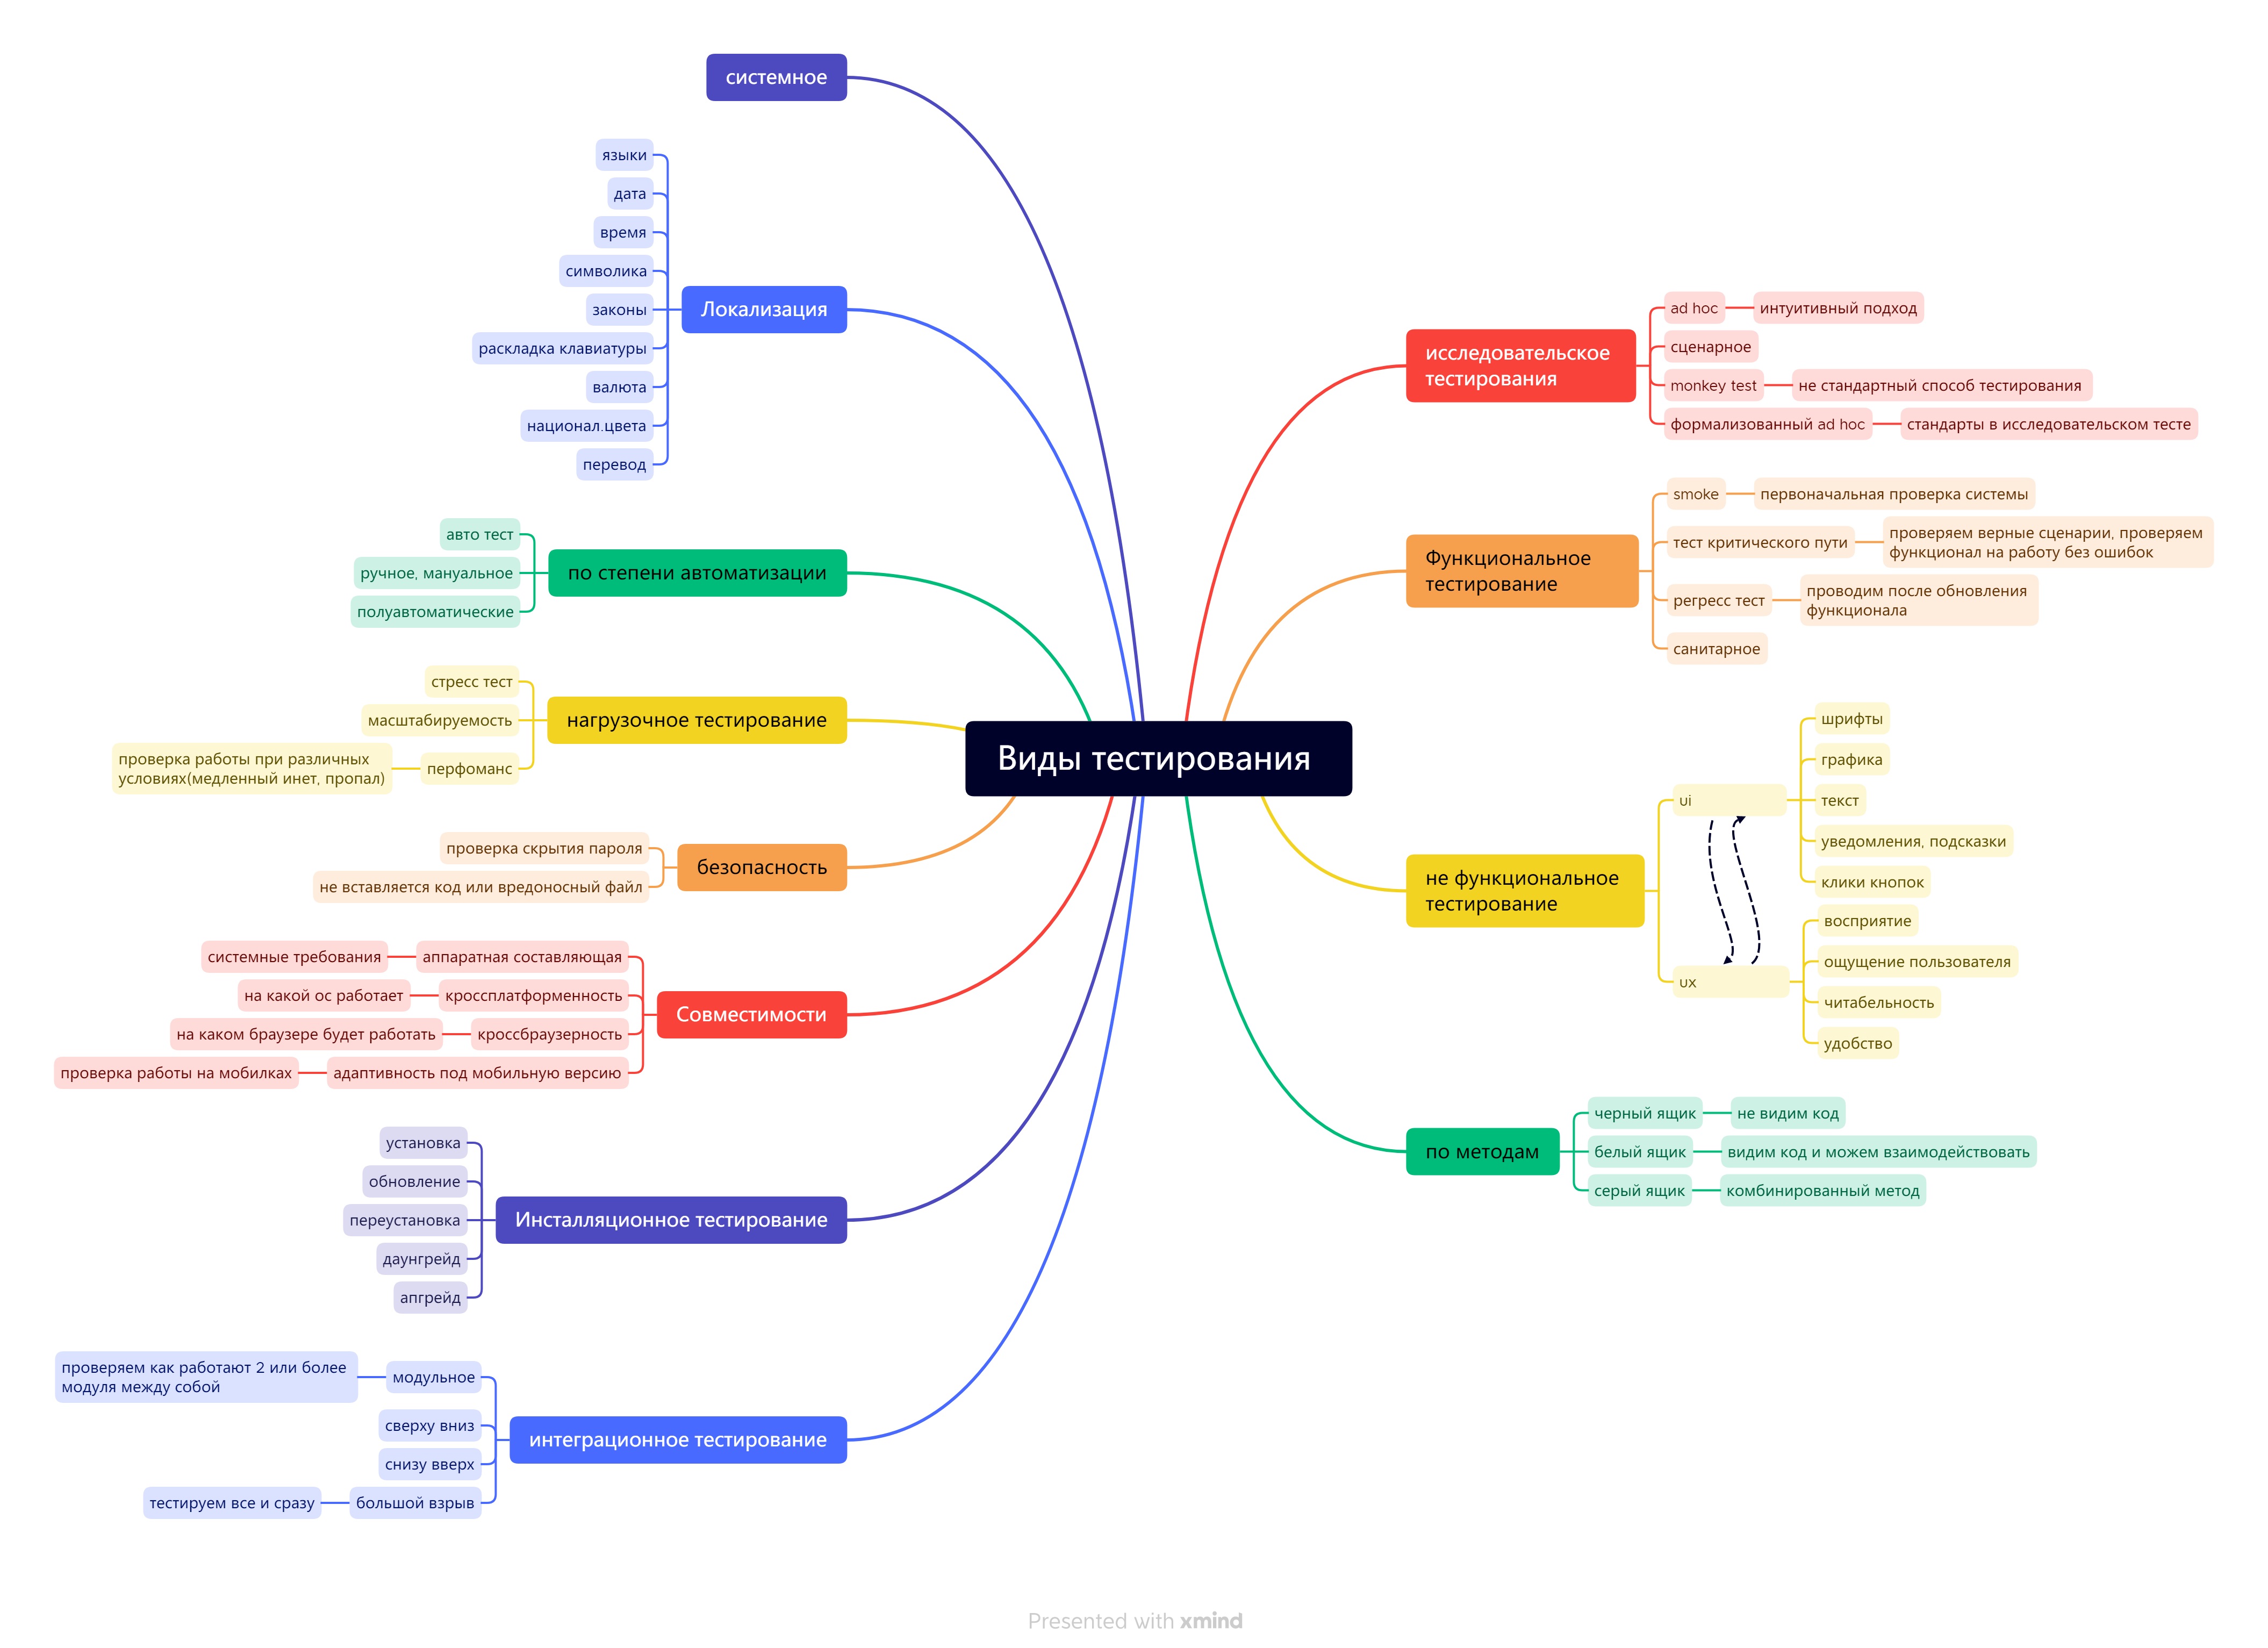 Виды тестирования
исследовательское
тестирования
ad hoc
интуитивный подход
сценарное
monkey test
не стандартный способ тестирования
формализованный ad hoc
стандарты в исследовательском тесте
Функциональное
тестирование
smoke
первоначальная проверка системы
тест критического пути
проверяем верные сценарии, проверяем
функционал на работу без ошибок
регресс тест
проводим после обновления
функционала
санитарное
не функциональное
тестирование
ui
шрифты
графика
текст
уведомления, подсказки
клики кнопок
ux
восприятие
ощущение пользователя
читабельность
удобство
по методам
черный ящик
не видим код
белый ящик
видим код и можем взаимодействовать
серый ящик
комбинированный метод
системное
Локализация
языки
дата
время
символика
законы
раскладка клавиатуры
валюта
национал.цвета
перевод
по степени автоматизации
авто тест
ручное, мануальное
полуавтоматические
нагрузочное тестирование
стресс тест
масштабируемость
перфоманс
проверка работы при различных
условиях(медленный инет, пропал)
безопасность
проверка скрытия пароля
не вставляется код или вредоносный файл
Совместимости
аппаратная составляющая
системные требования
кроссплатформенность
на какой ос работает
кроссбраузерность
на каком браузере будет работать
адаптивность под мобильную версию
проверка работы на мобилках
Инсталляционное тестирование
установка
обновление
переустановка
даунгрейд
апгрейд
интеграционное тестирование
модульное
проверяем как работают 2 или более
модуля между собой
сверху вниз
снизу вверх
большой взрыв
тестируем все и сразу
Presented with xmind